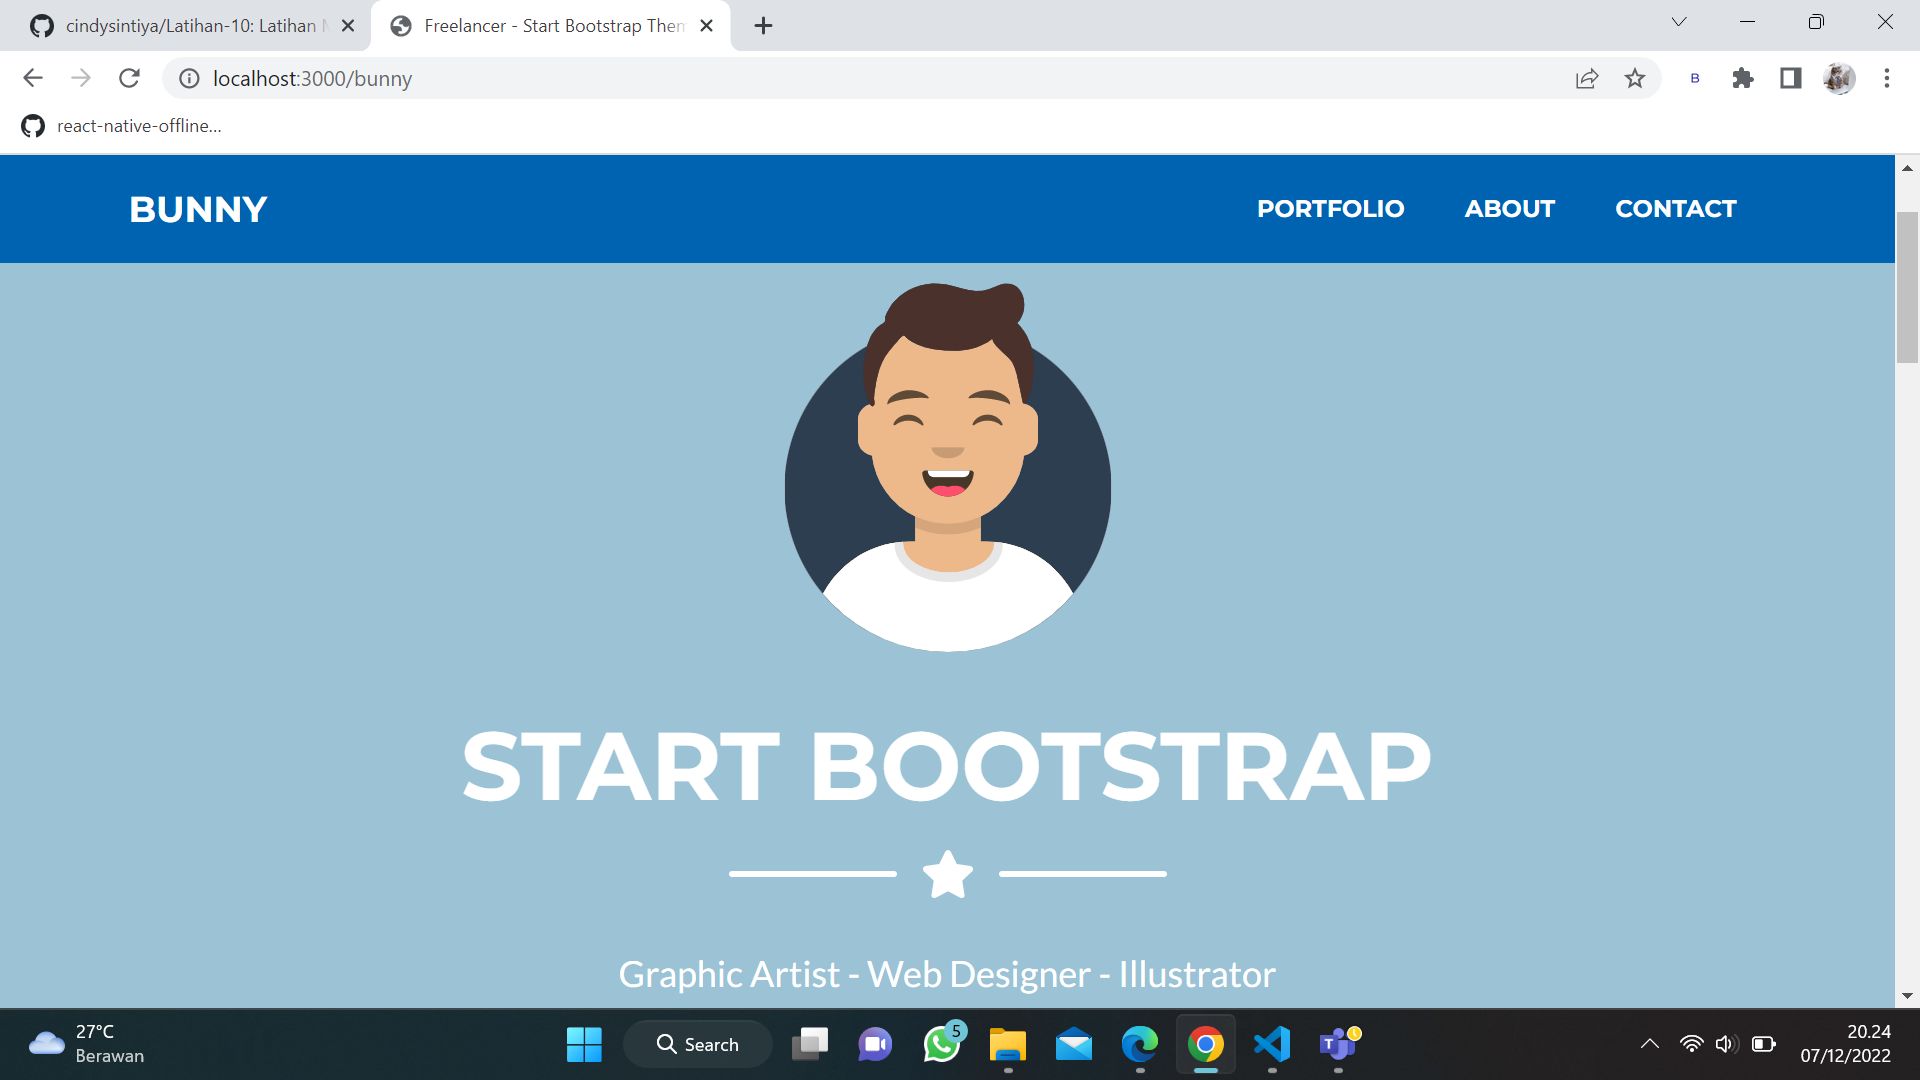 cindysintiya/Latihan-10: Latihan
Freelancer - Start Bootstrap Them
localhost:3000/bunny
B
react-native-offline...
BUNNY
PORTFOLIO
ABOUT
CONTACT
START BOOTSTRAP
Graphic Artist - Web Designer - Illustrator
27°C
Berawan
Search
5
T
20.24
07/12/2022